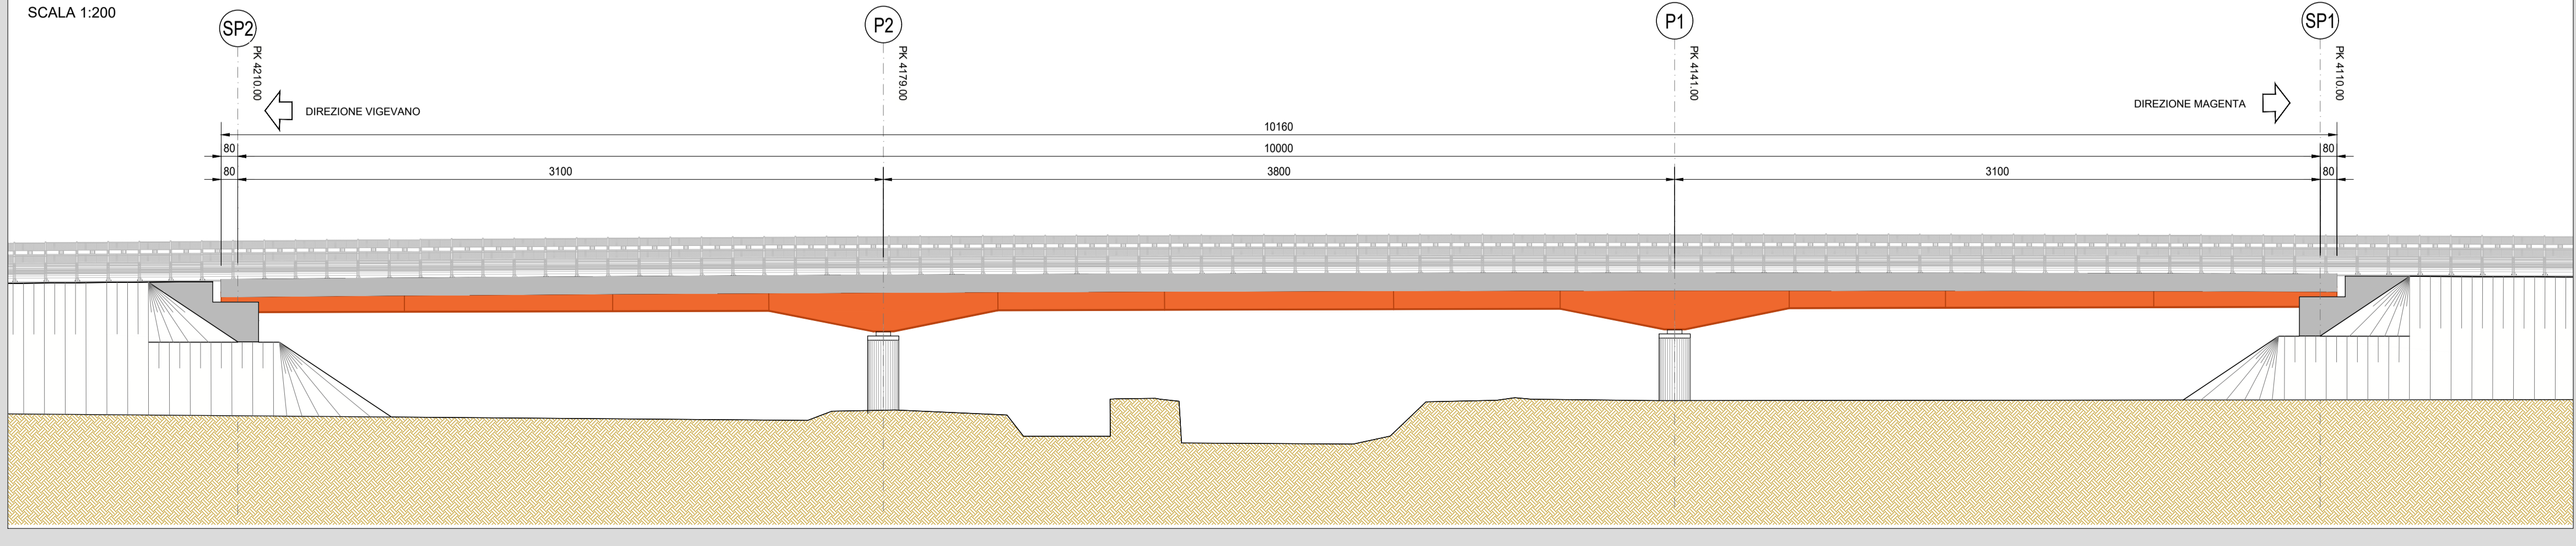 SCALA 1:200
SP2
P2
P1
SP1
PK 4210.00
PK 4179.00
PK 4141.00
PK 4110.00
DIREZIONE VIGEVANO
DIREZIONE MAGENTA
10160
80
10000
80
80
3100
3800
3100
80